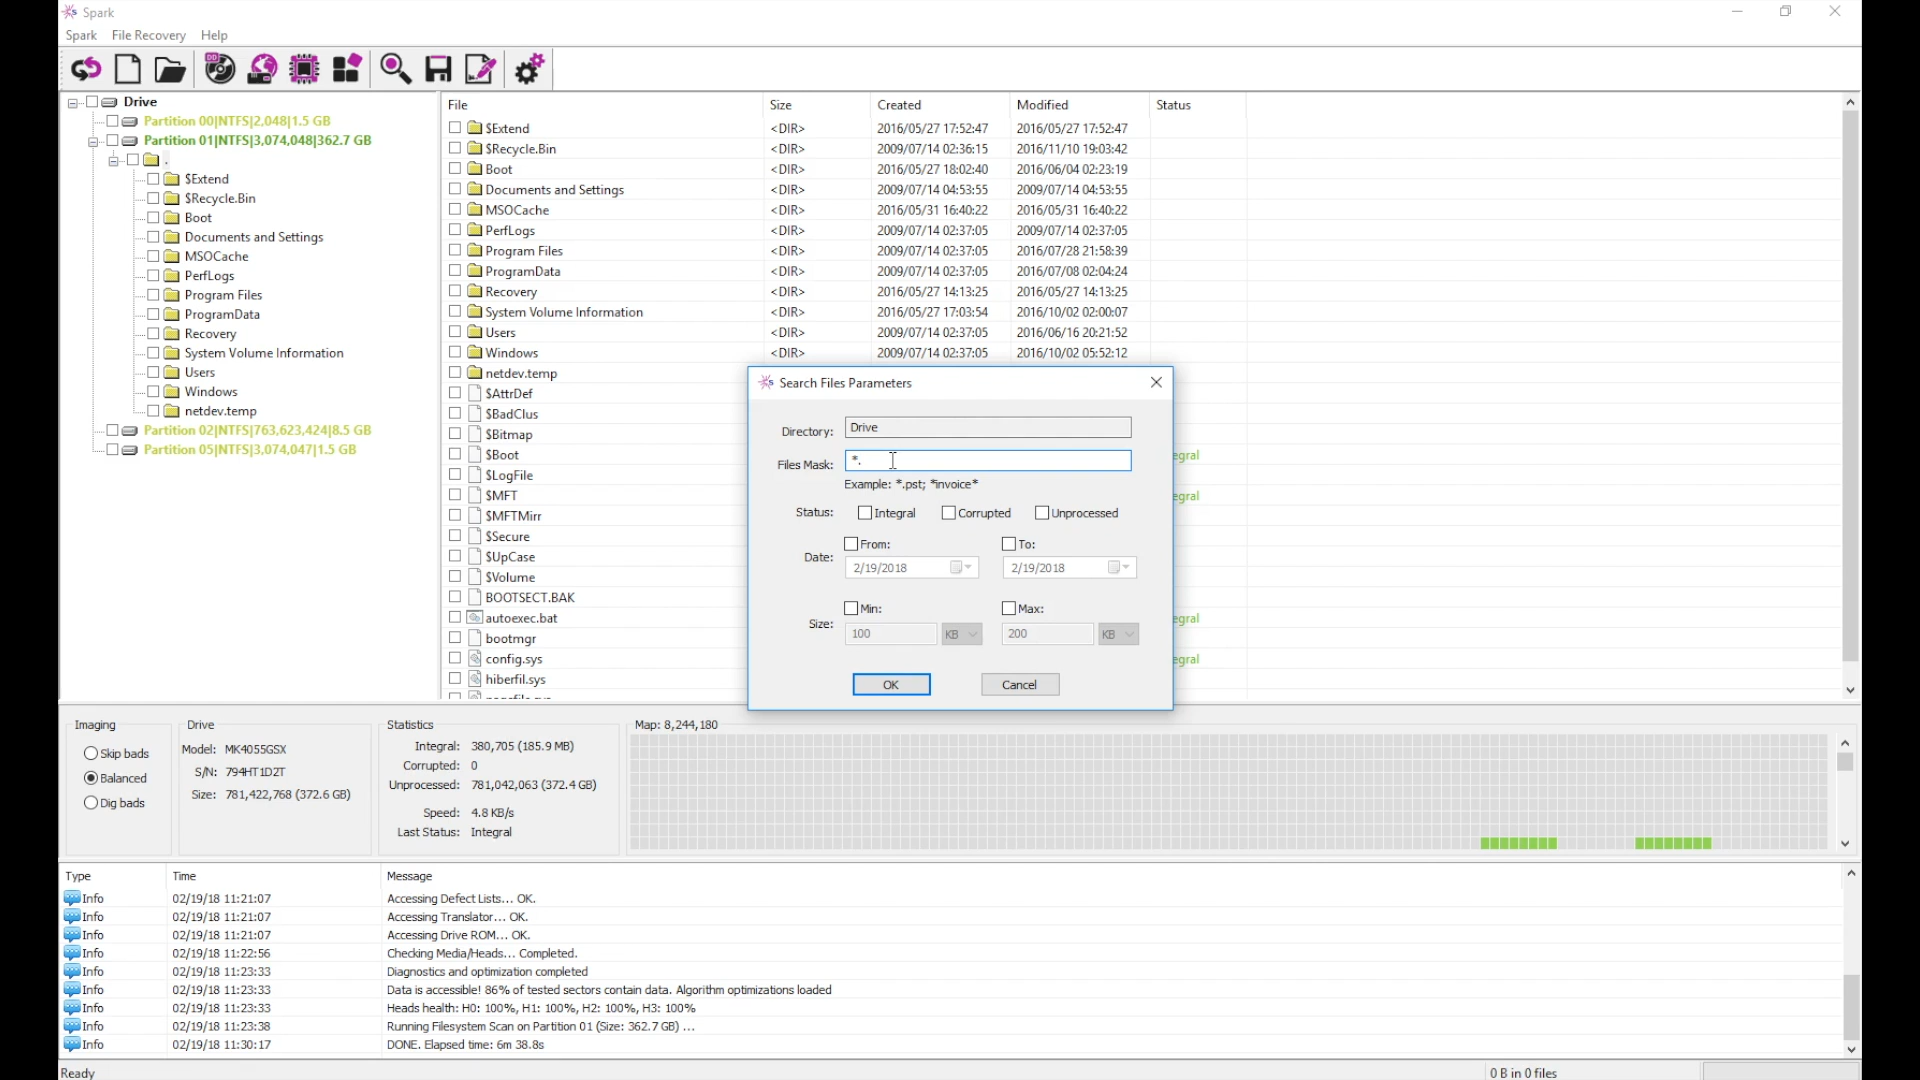 Spark
Spark File Recovery Help
Drive
Partition 00|NTFS|2,048|1.5 GB
Partition 01|NTFS|3,074,048|362.7 GB
.
$Extend
$Recycle.Bin
Boot
Documents and Settings
MSOCache
PerfLogs
Program Files
ProgramData
Recovery
System Volume Information
Users
Windows
netdev.temp
Partition 02|NTFS|763,623,424|8.5 GB
Partition 05|NTFS|3,074,047|1.5 GB
File Size Created Modified Status
$Extend <DIR> 2016/05/27 17:52:47 2016/05/27 17:52:47
$Recycle.Bin <DIR> 2009/07/14 02:36:15 2016/11/10 19:03:42
Boot <DIR> 2016/05/27 18:02:40 2016/06/04 02:23:19
Documents and Settings <DIR> 2009/07/14 04:53:55 2009/07/14 04:53:55
MSOCache <DIR> 2016/05/31 16:40:22 2016/05/31 16:40:22
PerfLogs <DIR> 2009/07/14 02:37:05 2009/07/14 02:37:05
Program Files <DIR> 2009/07/14 02:37:05 2016/07/28 21:58:39
ProgramData <DIR> 2009/07/14 02:37:05 2016/07/08 02:04:24
Recovery <DIR> 2016/05/27 14:13:25 2016/05/27 14:13:25
System Volume Information <DIR> 2016/05/27 17:03:54 2016/10/02 02:00:07
Users <DIR> 2009/07/14 02:37:05 2016/06/16 20:21:52
Windows <DIR> 2009/07/14 02:37:05 2016/10/02 05:52:12
netdev.temp
$AttrDef
$BadClus
$Bitmap
$Boot egral
$LogFile
$MFT egral
$MFTMirr
$Secure
$UpCase
$Volume
BOOTSECT.BAK
autoexec.bat egral
bootmgr
config.sys egral
hiberfil.sys
Search Files Parameters
Directory: Drive
Files Mask: *.
Example: *.pst; *invoice*
Status: Integral Corrupted Unprocessed
From: To:
Date: 2/19/2018 2/19/2018
Min: Max:
Size: 100 KB 200 KB
OK Cancel
Imaging
Skip bads
Balanced
Dig bads
Drive
Model: MK4055GSX
S/N: 794HT1D2T
Size: 781,422,768 (372.6 GB)
Statistics
Integral: 380,705 (185.9 MB)
Corrupted: 0
Unprocessed: 781,042,063 (372.4 GB)
Speed: 4.8 KB/s
Last Status: Integral
Map: 8,244,180
Type Time Message
Info 02/19/18 11:21:07 Accessing Defect Lists... OK.
Info 02/19/18 11:21:07 Accessing Translator... OK.
Info 02/19/18 11:21:07 Accessing Drive ROM... OK.
Info 02/19/18 11:22:56 Checking Media/Heads... Completed.
Info 02/19/18 11:23:33 Diagnostics and optimization completed
Info 02/19/18 11:23:33 Data is accessible! 86% of tested sectors contain data. Algorithm optimizations loaded
Info 02/19/18 11:23:33 Heads health: H0: 100%, H1: 100%, H2: 100%, H3: 100%
Info 02/19/18 11:23:38 Running Filesystem Scan on Partition 01 (Size: 362.7 GB) ...
Info 02/19/18 11:30:17 DONE. Elapsed time: 6m 38.8s
Ready 0 B in 0 files